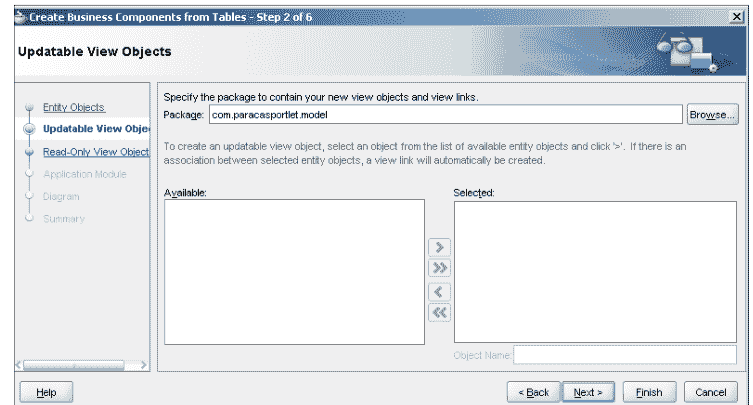 Create Business Components from Tables - Step 2 of 6
Updatable View Objects
Entity Objects
Updatable View Obje
Read-Only View Object
Application Module
Diagram
Summary
Specify the package to contain your new view objects and view links.
Package: com.paracasportlet.model Browse...
To create an updatable view object, select an object from the list of available entity objects and click '>'. If there is an
association between selected entity objects, a view link will automatically be created.
Available: Selected:
>
>>
<
<<
Object Name:
Help < Back Next > Finish Cancel